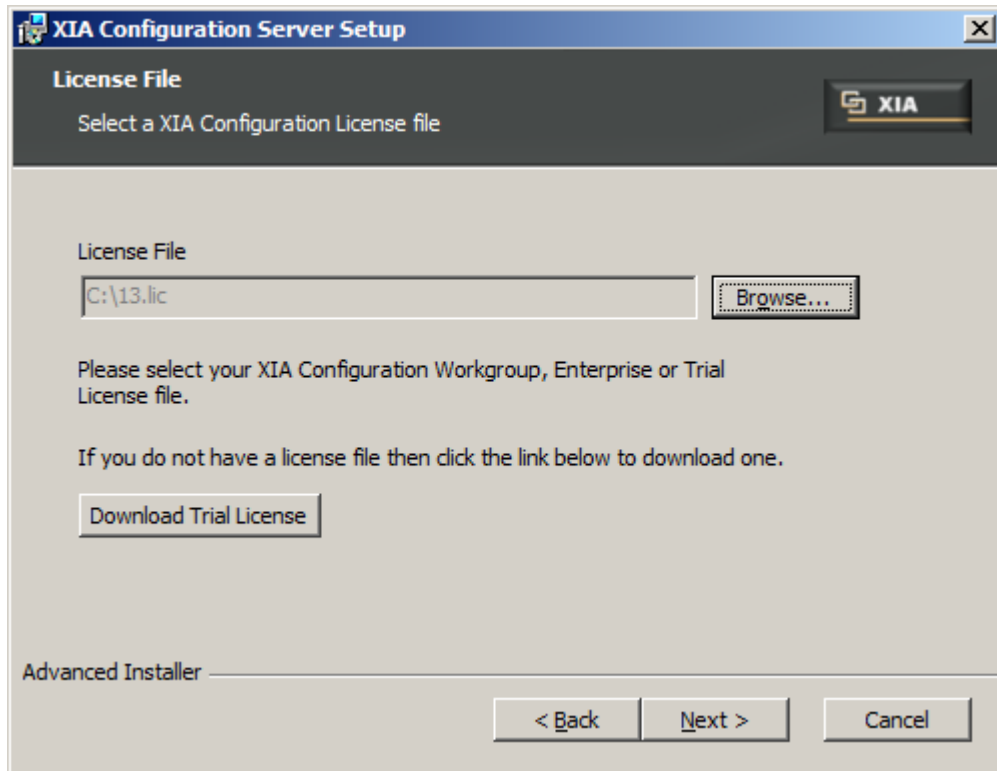 XIA Configuration Server Setup
License File
Select a XIA Configuration License file
XIA
License File
C:\13.lic
Browse...
Please select your XIA Configuration Workgroup, Enterprise or Trial
License file.
If you do not have a license file then click the link below to download one.
Download Trial License
Advanced Installer
< Back
Next >
Cancel